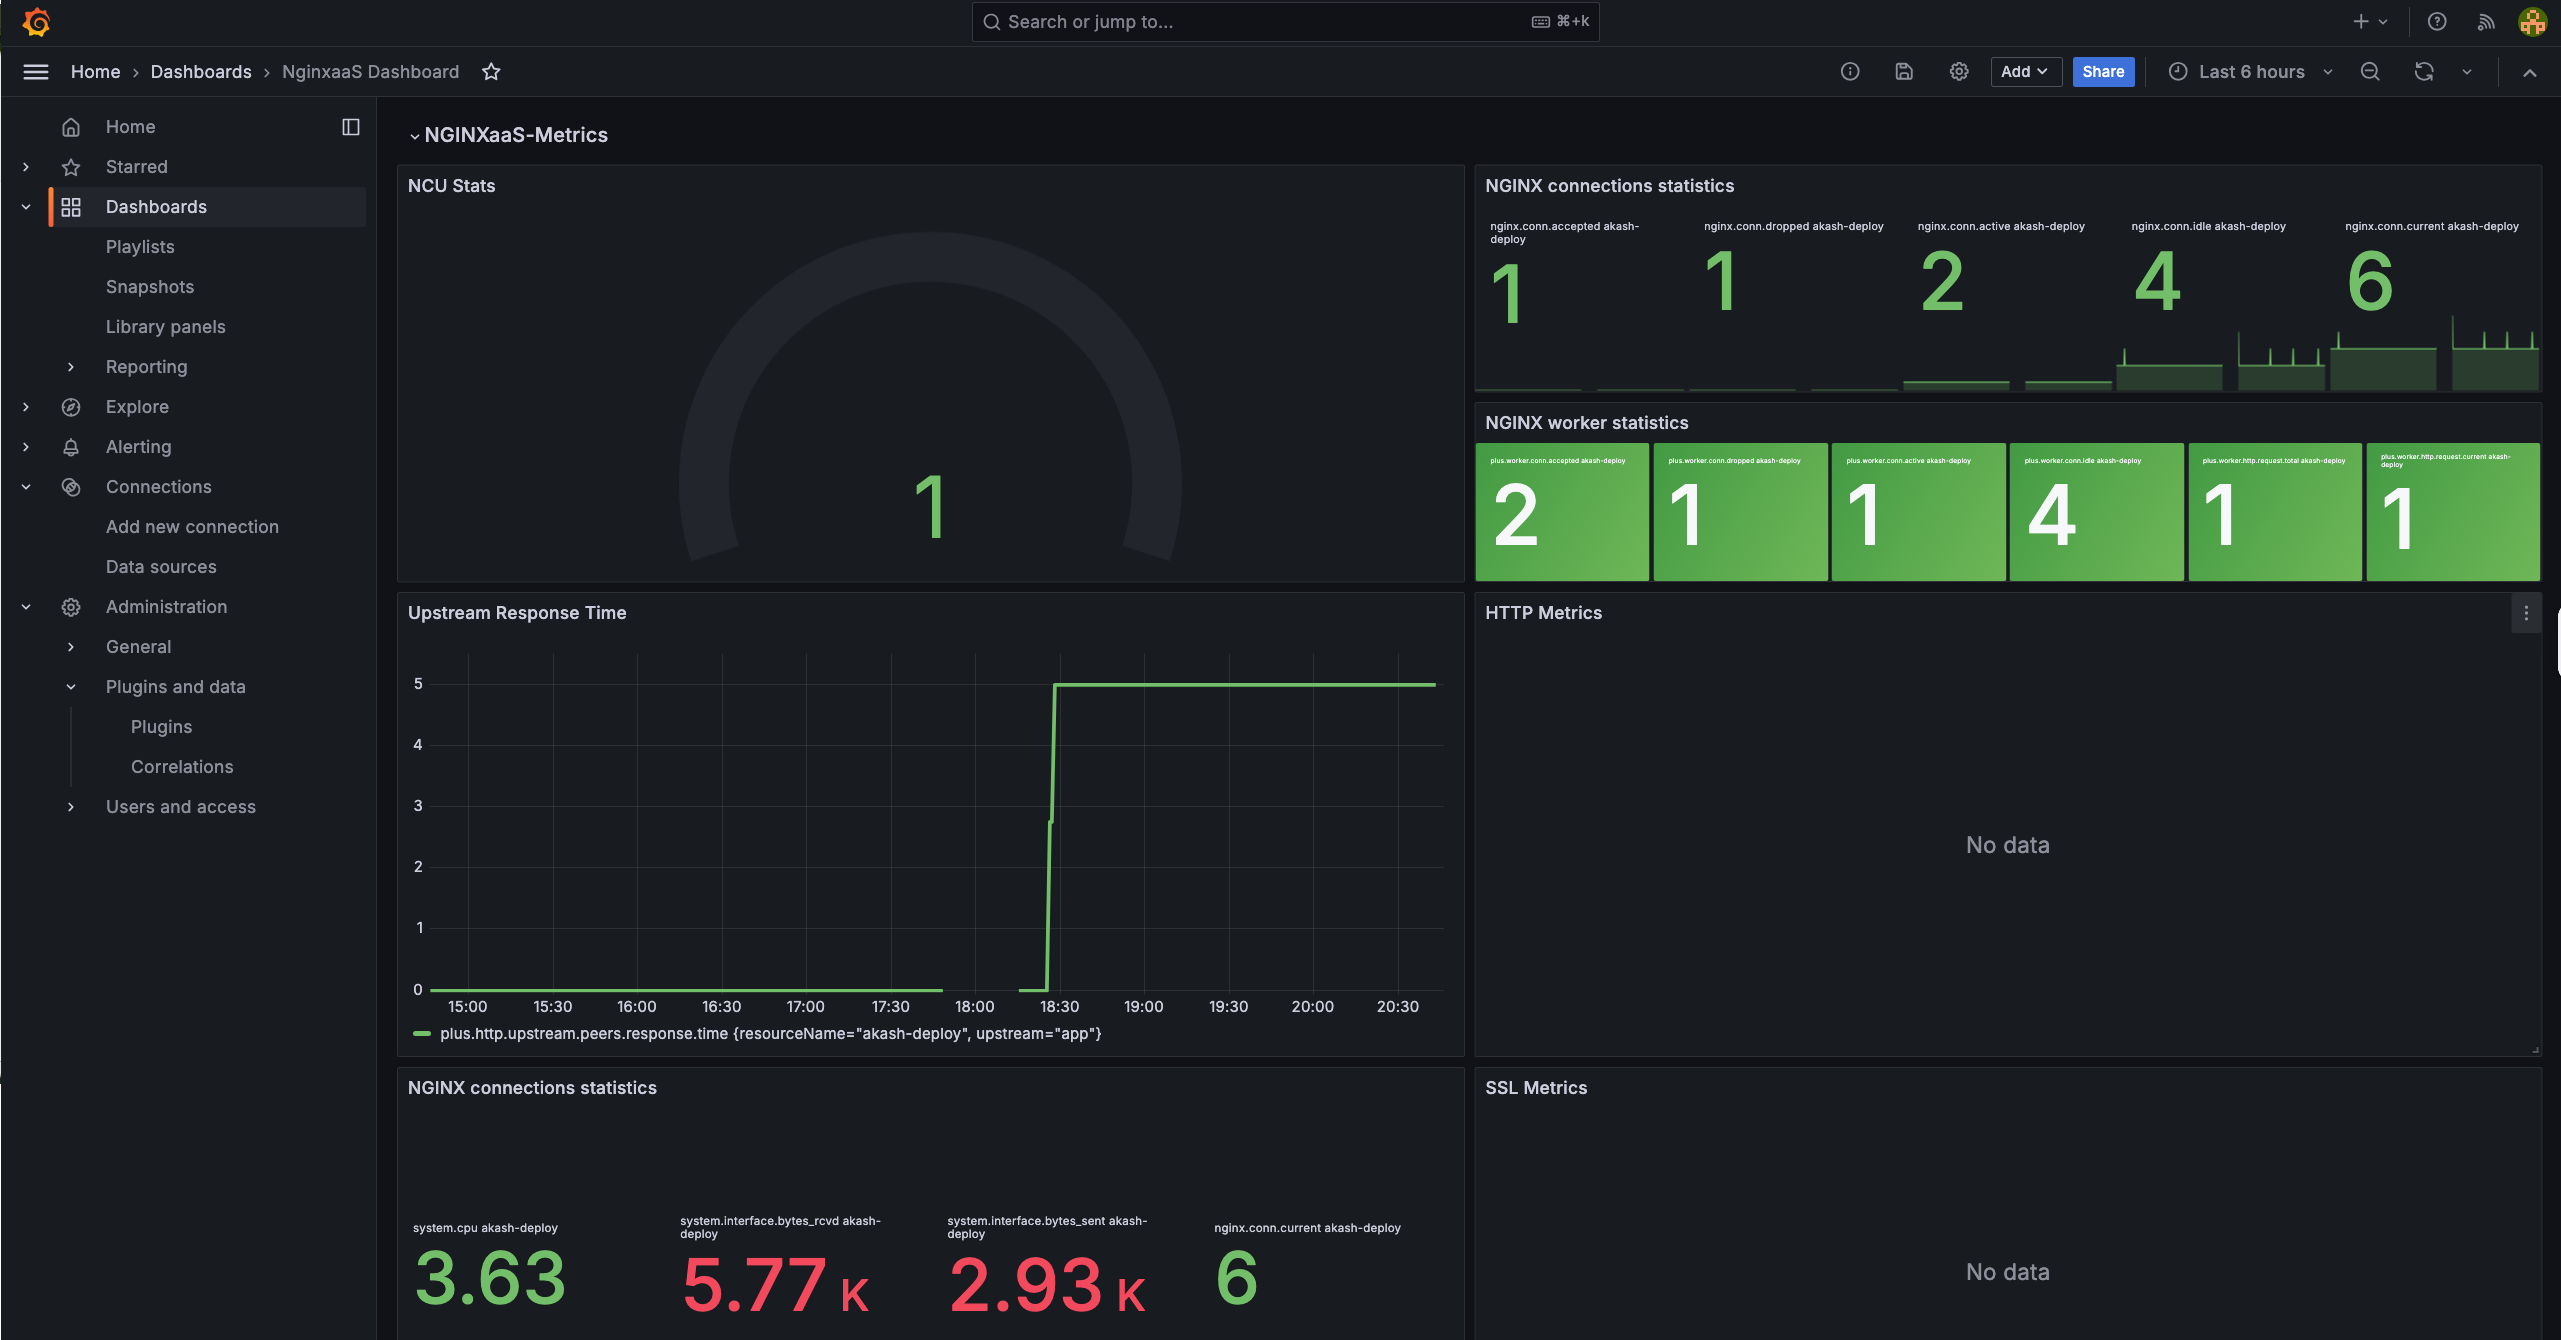 Search or jump to...
⌘+k
Home
Dashboards
NginxaaS Dashboard
Add
Share
Last 6 hours
Home
Starred
Dashboards
Playlists
Snapshots
Library panels
Reporting
Explore
Alerting
Connections
Add new connection
Data sources
Administration
General
Plugins and data
Plugins
Correlations
Users and access
NGINXaaS-Metrics
NCU Stats
1
NGINX connections statistics
nginx.conn.accepted akash-
deploy
1
nginx.conn.dropped akash-deploy
1
nginx.conn.active akash-deploy
2
nginx.conn.idle akash-deploy
4
nginx.conn.current akash-deploy
6
NGINX worker statistics
plus.worker.conn.accepted akash-deploy
2
plus.worker.conn.dropped akash-deploy
1
plus.worker.conn.active akash-deploy
1
plus.worker.conn.idle akash-deploy
4
plus.worker.http.request.total akash-deploy
1
plus.worker.http.request.current akash-
deploy
1
Upstream Response Time
5
4
3
2
1
0
15:00 15:30 16:00 16:30 17:00 17:30 18:00 18:30 19:00 19:30 20:00 20:30
plus.http.upstream.peers.response.time {resourceName="akash-deploy", upstream="app"}
HTTP Metrics
No data
NGINX connections statistics
system.cpu akash-deploy
3.63
system.interface.bytes_rcvd akash-
deploy
5.77 K
system.interface.bytes_sent akash-
deploy
2.93 K
nginx.conn.current akash-deploy
6
SSL Metrics
No data